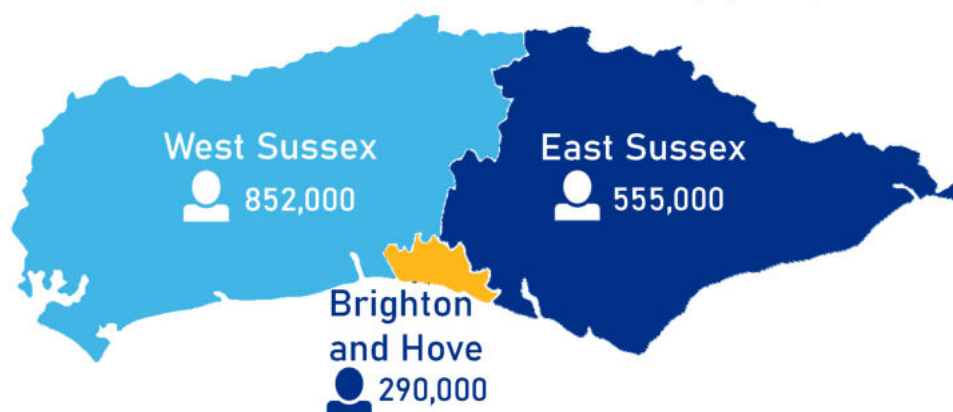 West Sussex
852,000
East Sussex
555,000
Brighton
and Hove
290,000